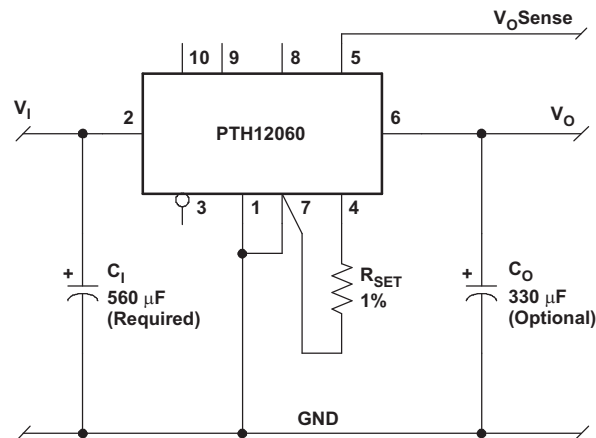 VOSense
10 9 8 5
VI
2
PTH12060
6
VO
3 1 7 4
+
CI
560 μF
(Required)
RSET
1%
+
CO
330 μF
(Optional)
GND